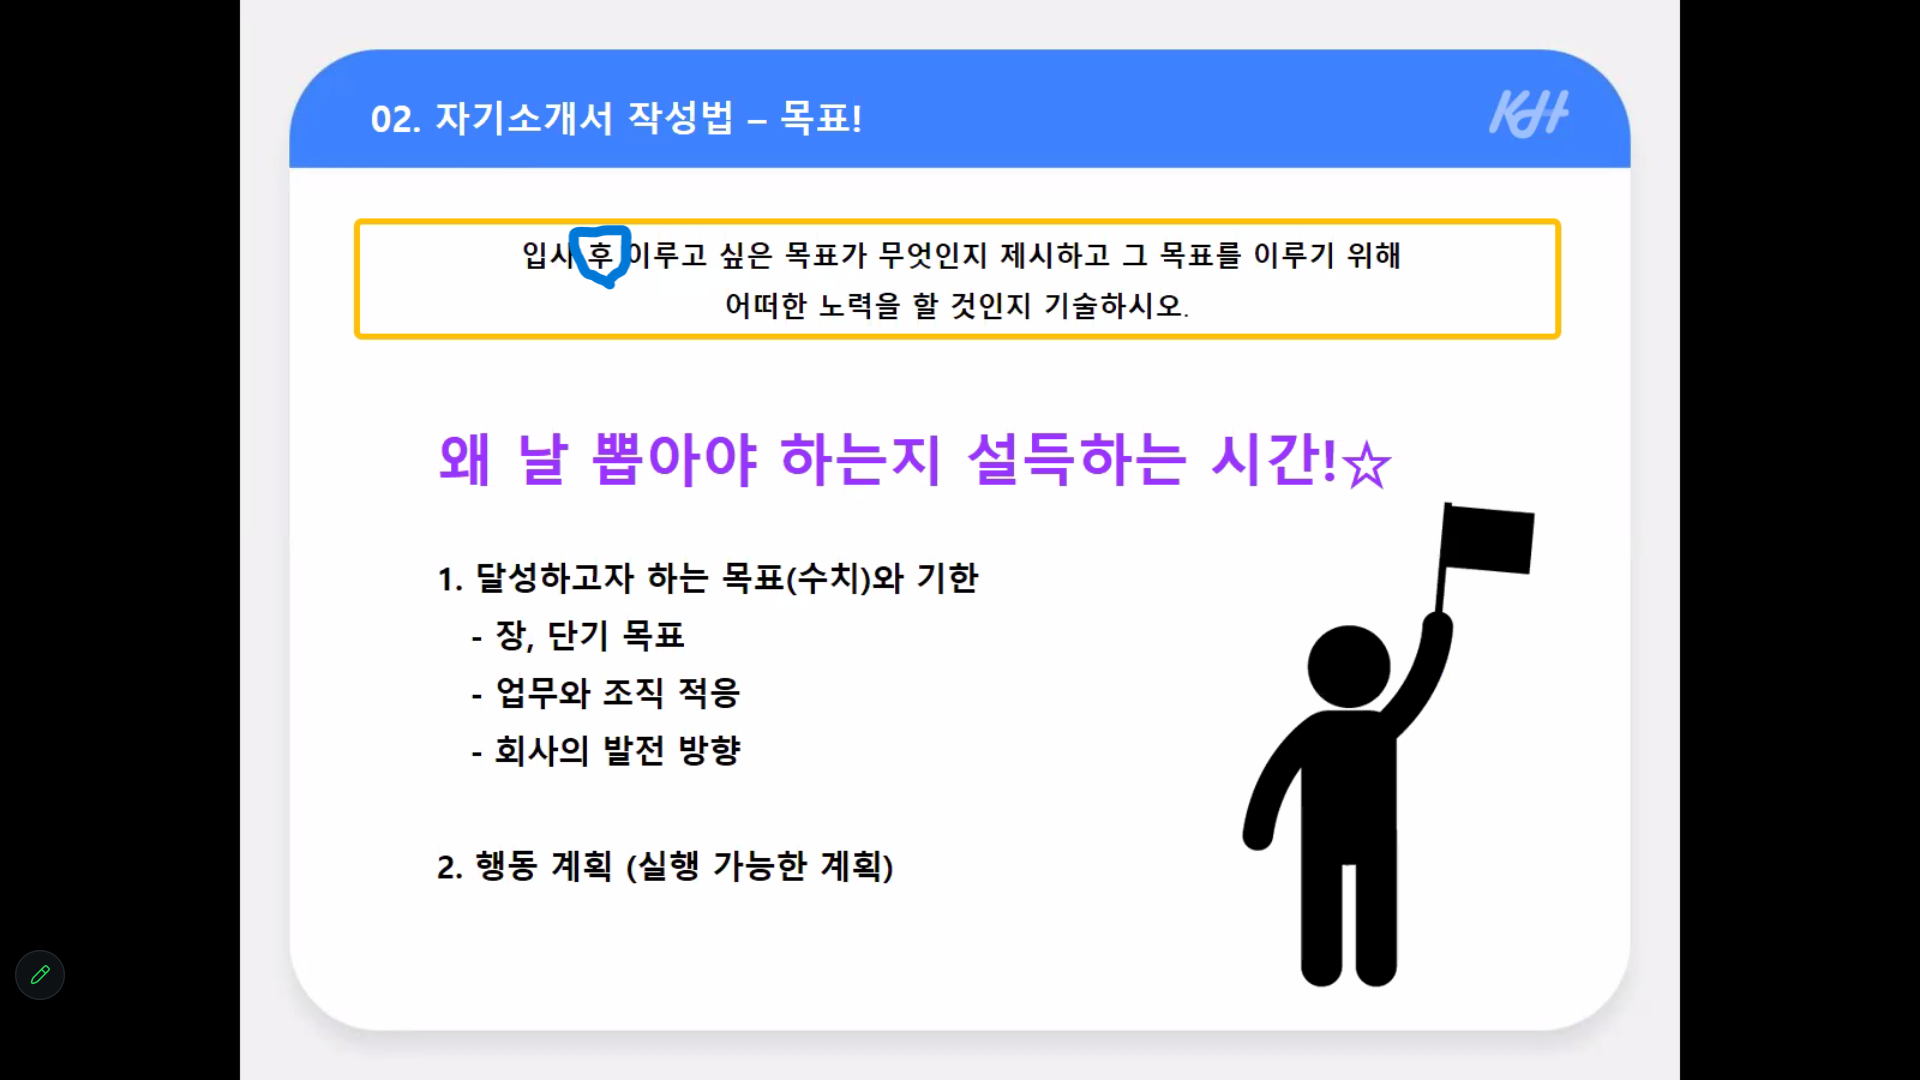 02. 자기소개서 작성법 – 목표!
KH
입사 후 이루고 싶은 목표가 무엇인지 제시하고 그 목표를 이루기 위해
어떠한 노력을 할 것인지 기술하시오.
왜 날 뽑아야 하는지 설득하는 시간!☆
1. 달성하고자 하는 목표(수치)와 기한
- 장, 단기 목표
- 업무와 조직 적응
- 회사의 발전 방향
2. 행동 계획 (실행 가능한 계획)